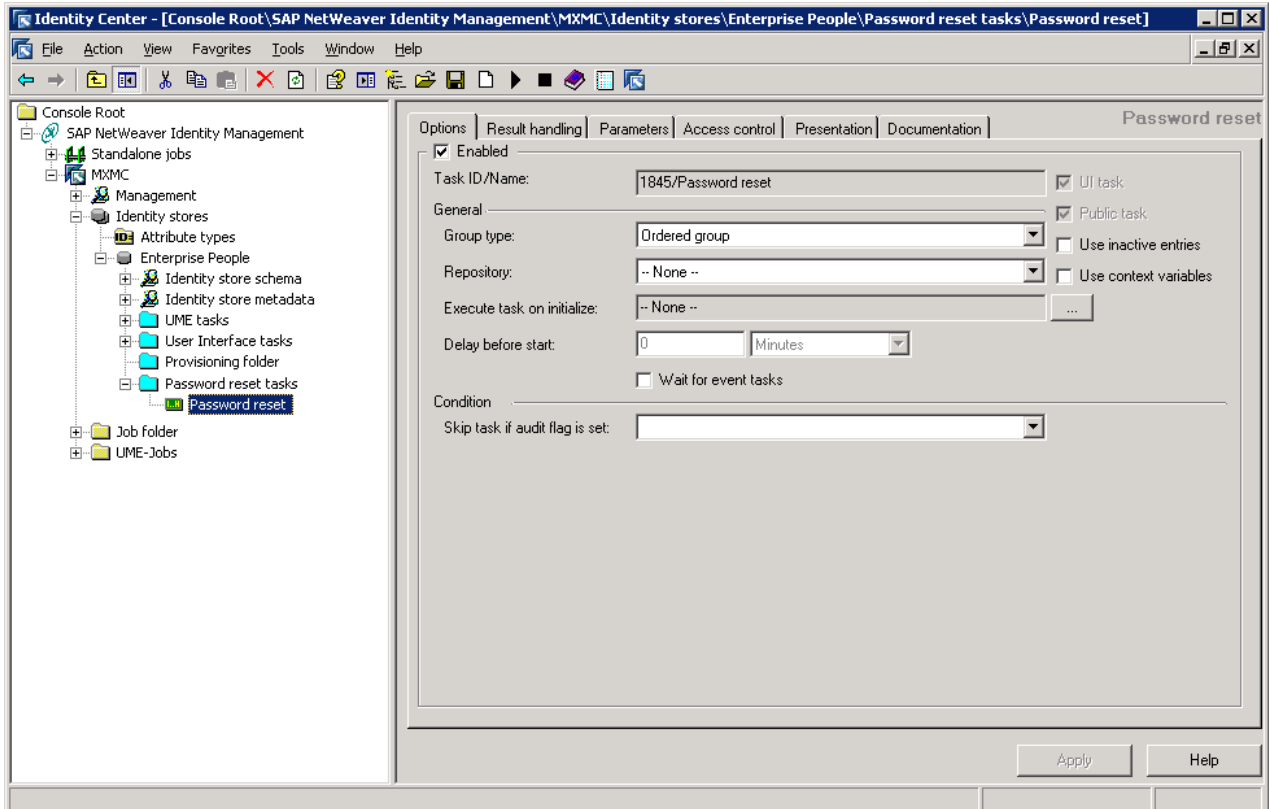 Identity Center - [Console Root\SAP NetWeaver Identity Management\MXMC\Identity stores\Enterprise People\Password reset tasks\Password reset]
File Action View Favorites Tools Window Help
Console Root
SAP NetWeaver Identity Management
Standalone jobs
MXMC
Management
Identity stores
Attribute types
Enterprise People
Identity store schema
Identity store metadata
UME tasks
User Interface tasks
Provisioning folder
Password reset tasks
Password reset
Job folder
UME-Jobs
Password reset
Options Result handling Parameters Access control Presentation Documentation
Enabled
Task ID/Name: 1845/Password reset UI task
General Public task
Group type: Ordered group Use inactive entries
Repository: -- None -- Use context variables
Execute task on initialize: -- None -- ...
Delay before start: 0 Minutes
Wait for event tasks
Condition
Skip task if audit flag is set:
Apply Help